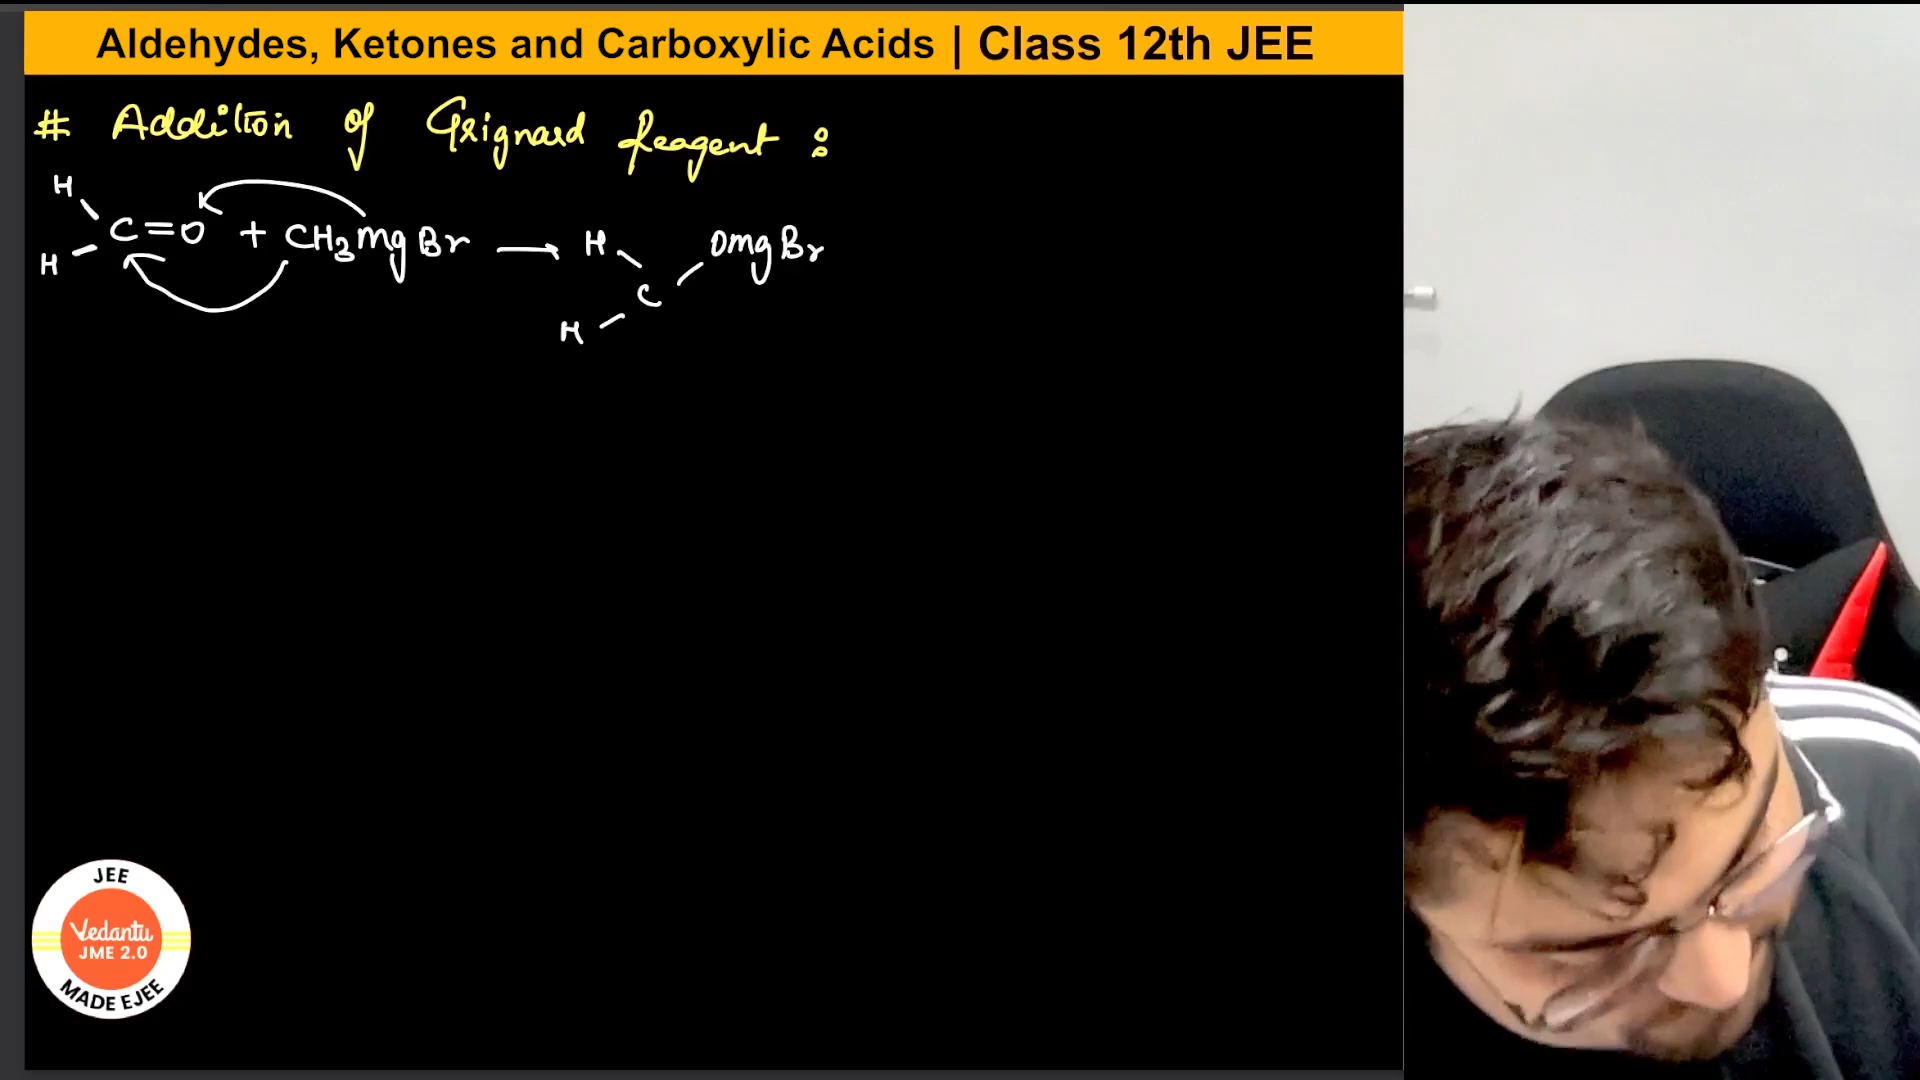 Aldehydes, Ketones and Carboxylic Acids | Class 12th JEE
# Addition of Grignard Reagent :
H
H
C=O + CH3MgBr → H
C
OMgBr
H
JEE
Vedantu
JME 2.0
MADE EJEE